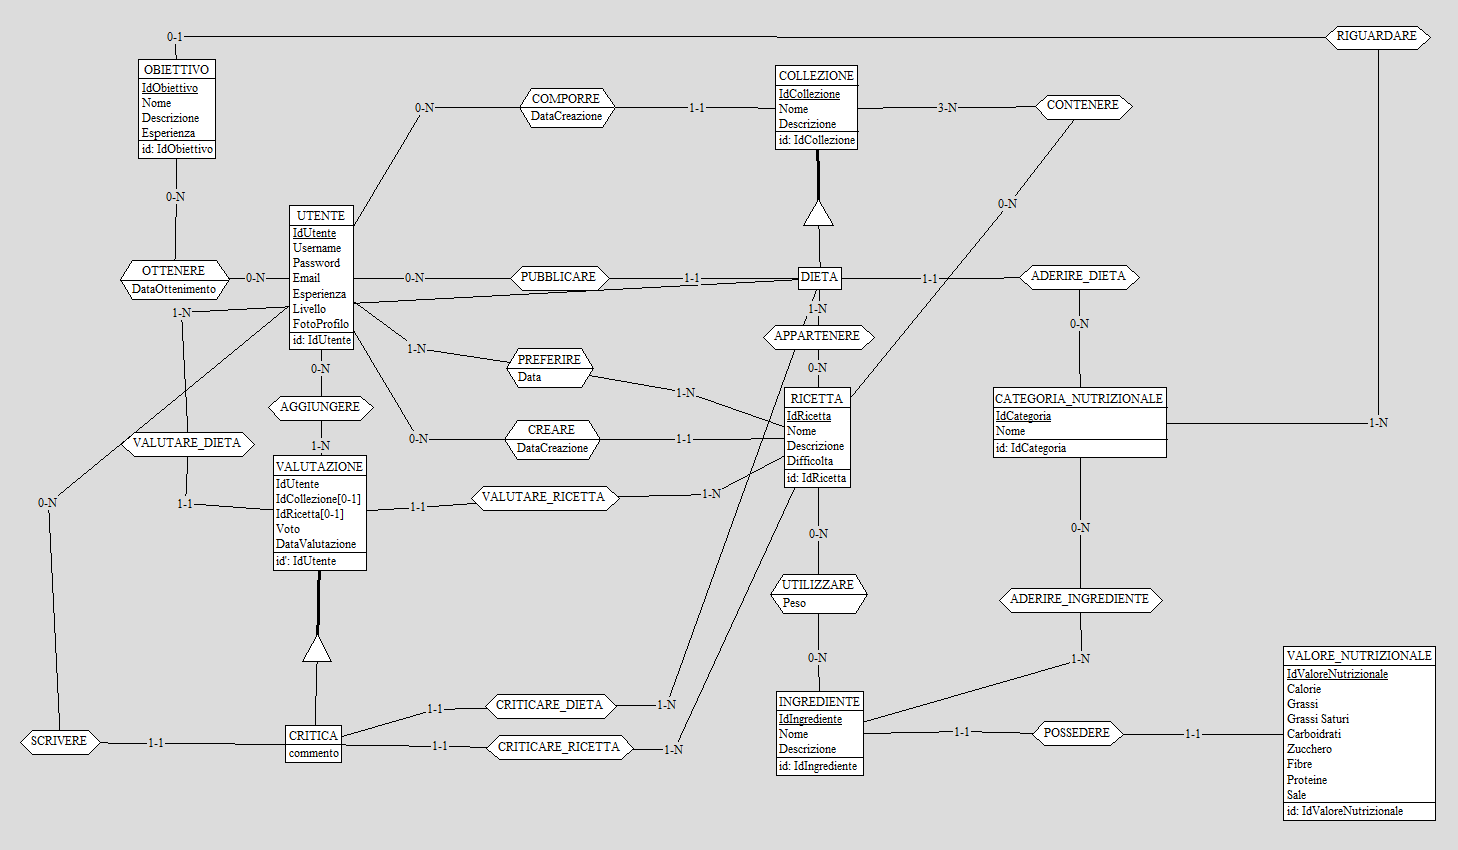 0-1
RIGUARDARE
OBIETTIVO
IdObiettivo
Nome
Descrizione
Esperienza
id: IdObiettivo
COLLEZIONE
IdCollezione
Nome
Descrizione
id: IdCollezione
COMPORRE
DataCreazione
0-N
1-1
3-N
CONTENERE
0-N
0-N
UTENTE
IdUtente
Username
Password
Email
Esperienza
Livello
FotoProfilo
id: IdUtente
OTTENERE
DataOttenimento
0-N
0-N
PUBBLICARE
1-1
DIETA
1-1
ADERIRE_DIETA
1-N
1-N
0-N
APPARTENERE
1-N
PREFERIRE
Data
1-N
0-N
0-N
AGGIUNGERE
1-N
RICETTA
IdRicetta
Nome
Descrizione
Difficolta
id: IdRicetta
CATEGORIA_NUTRIZIONALE
IdCategoria
Nome
id: IdCategoria
1-N
0-N
CREARE
DataCreazione
1-1
VALUTARE_DIETA
VALUTAZIONE
IdUtente
IdCollezione[0-1]
IdRicetta[0-1]
Voto
DataValutazione
id': IdUtente
0-N
1-1
1-1
VALUTARE_RICETTA
1-N
0-N
0-N
UTILIZZARE
Peso
ADERIRE_INGREDIENTE
0-N
1-N
VALORE_NUTRIZIONALE
IdValoreNutrizionale
Calorie
Grassi
Grassi Saturi
Carboidrati
Zucchero
Fibre
Proteine
Sale
id: IdValoreNutrizionale
INGREDIENTE
IdIngrediente
Nome
Descrizione
id: IdIngrediente
1-1
POSSEDERE
1-1
SCRIVERE
1-1
CRITICA
commento
1-1
CRITICARE_DIETA
1-N
1-1
CRITICARE_RICETTA
1-N